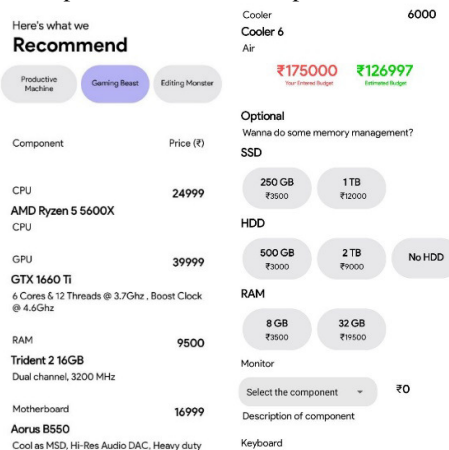 Here's what we
Recommend
Productive
Machine
Gaming Beast
Editing Monster
Component Price (₹)
CPU 24999
AMD Ryzen 5 5600X
CPU
GPU 39999
GTX 1660 Ti
6 Cores & 12 Threads @ 3.7Ghz , Boost Clock
@ 4.6Ghz
RAM 9500
Trident 2 16GB
Dual channel, 3200 MHz
Motherboard 16999
Aorus B550
Cool as MSD, Hi-Res Audio DAC, Heavy duty
Cooler 6000
Cooler 6
Air
₹175000 ₹126997
Your Entered Budget Estimated Budget
Optional
Wanna do some memory management?
SSD
250 GB 1 TB
₹3500 ₹12000
HDD
500 GB 2 TB No HDD
₹3000 ₹9000
RAM
8 GB 32 GB
₹3500 ₹19500
Monitor
Select the component ₹0
Description of component
Keyboard